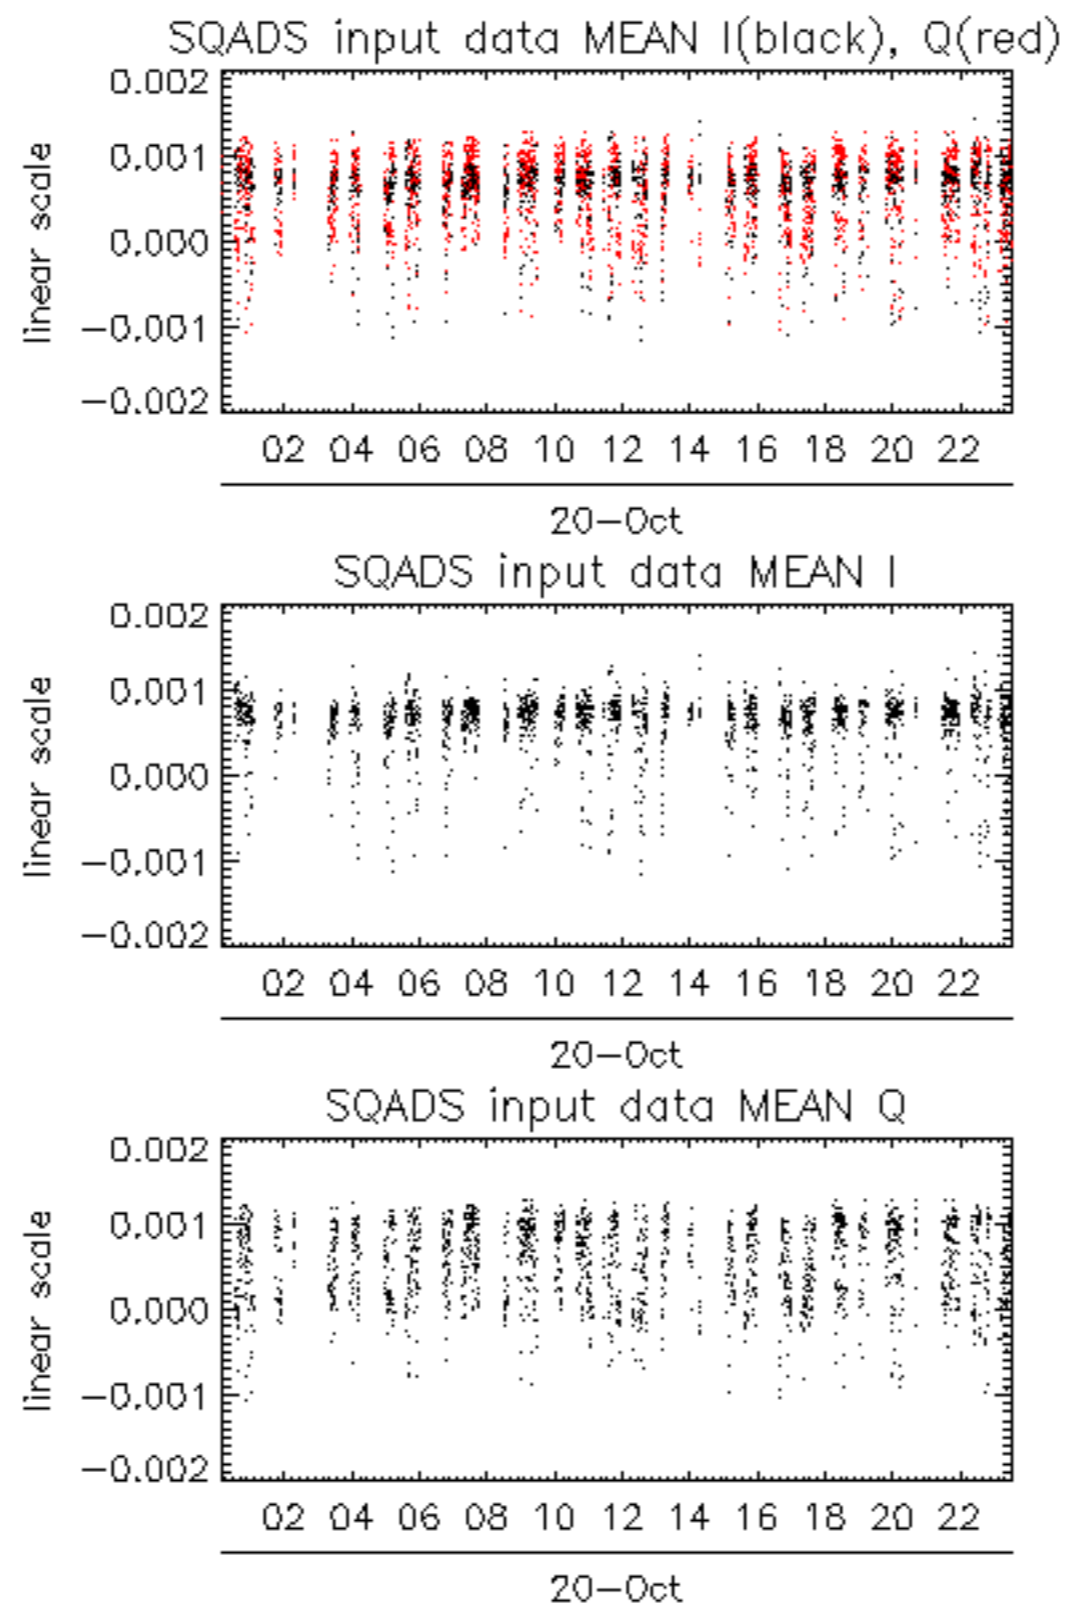 SQADS input data MEAN I(black), Q(red)
0.002
0.001
0.000
−0.001
−0.002
linear scale
02 04 06 08 10 12 14 16 18 20 22
20−Oct
SQADS input data MEAN I
0.002
0.001
0.000
−0.001
−0.002
linear scale
02 04 06 08 10 12 14 16 18 20 22
20−Oct
SQADS input data MEAN Q
0.002
0.001
0.000
−0.001
−0.002
linear scale
02 04 06 08 10 12 14 16 18 20 22
20−Oct